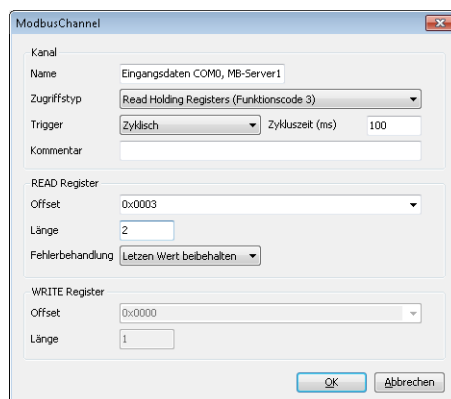 ModbusChannel
Kanal
Name Eingangsdaten COM0, MB-Server1
Zugriffstyp Read Holding Registers (Funktionscode 3)
Trigger Zyklisch Zykluszeit (ms) 100
Kommentar
READ Register
Offset 0x0003
Länge 2
Fehlerbehandlung Letzen Wert beibehalten
WRITE Register
Offset 0x0000
Länge 1
OK Abbrechen